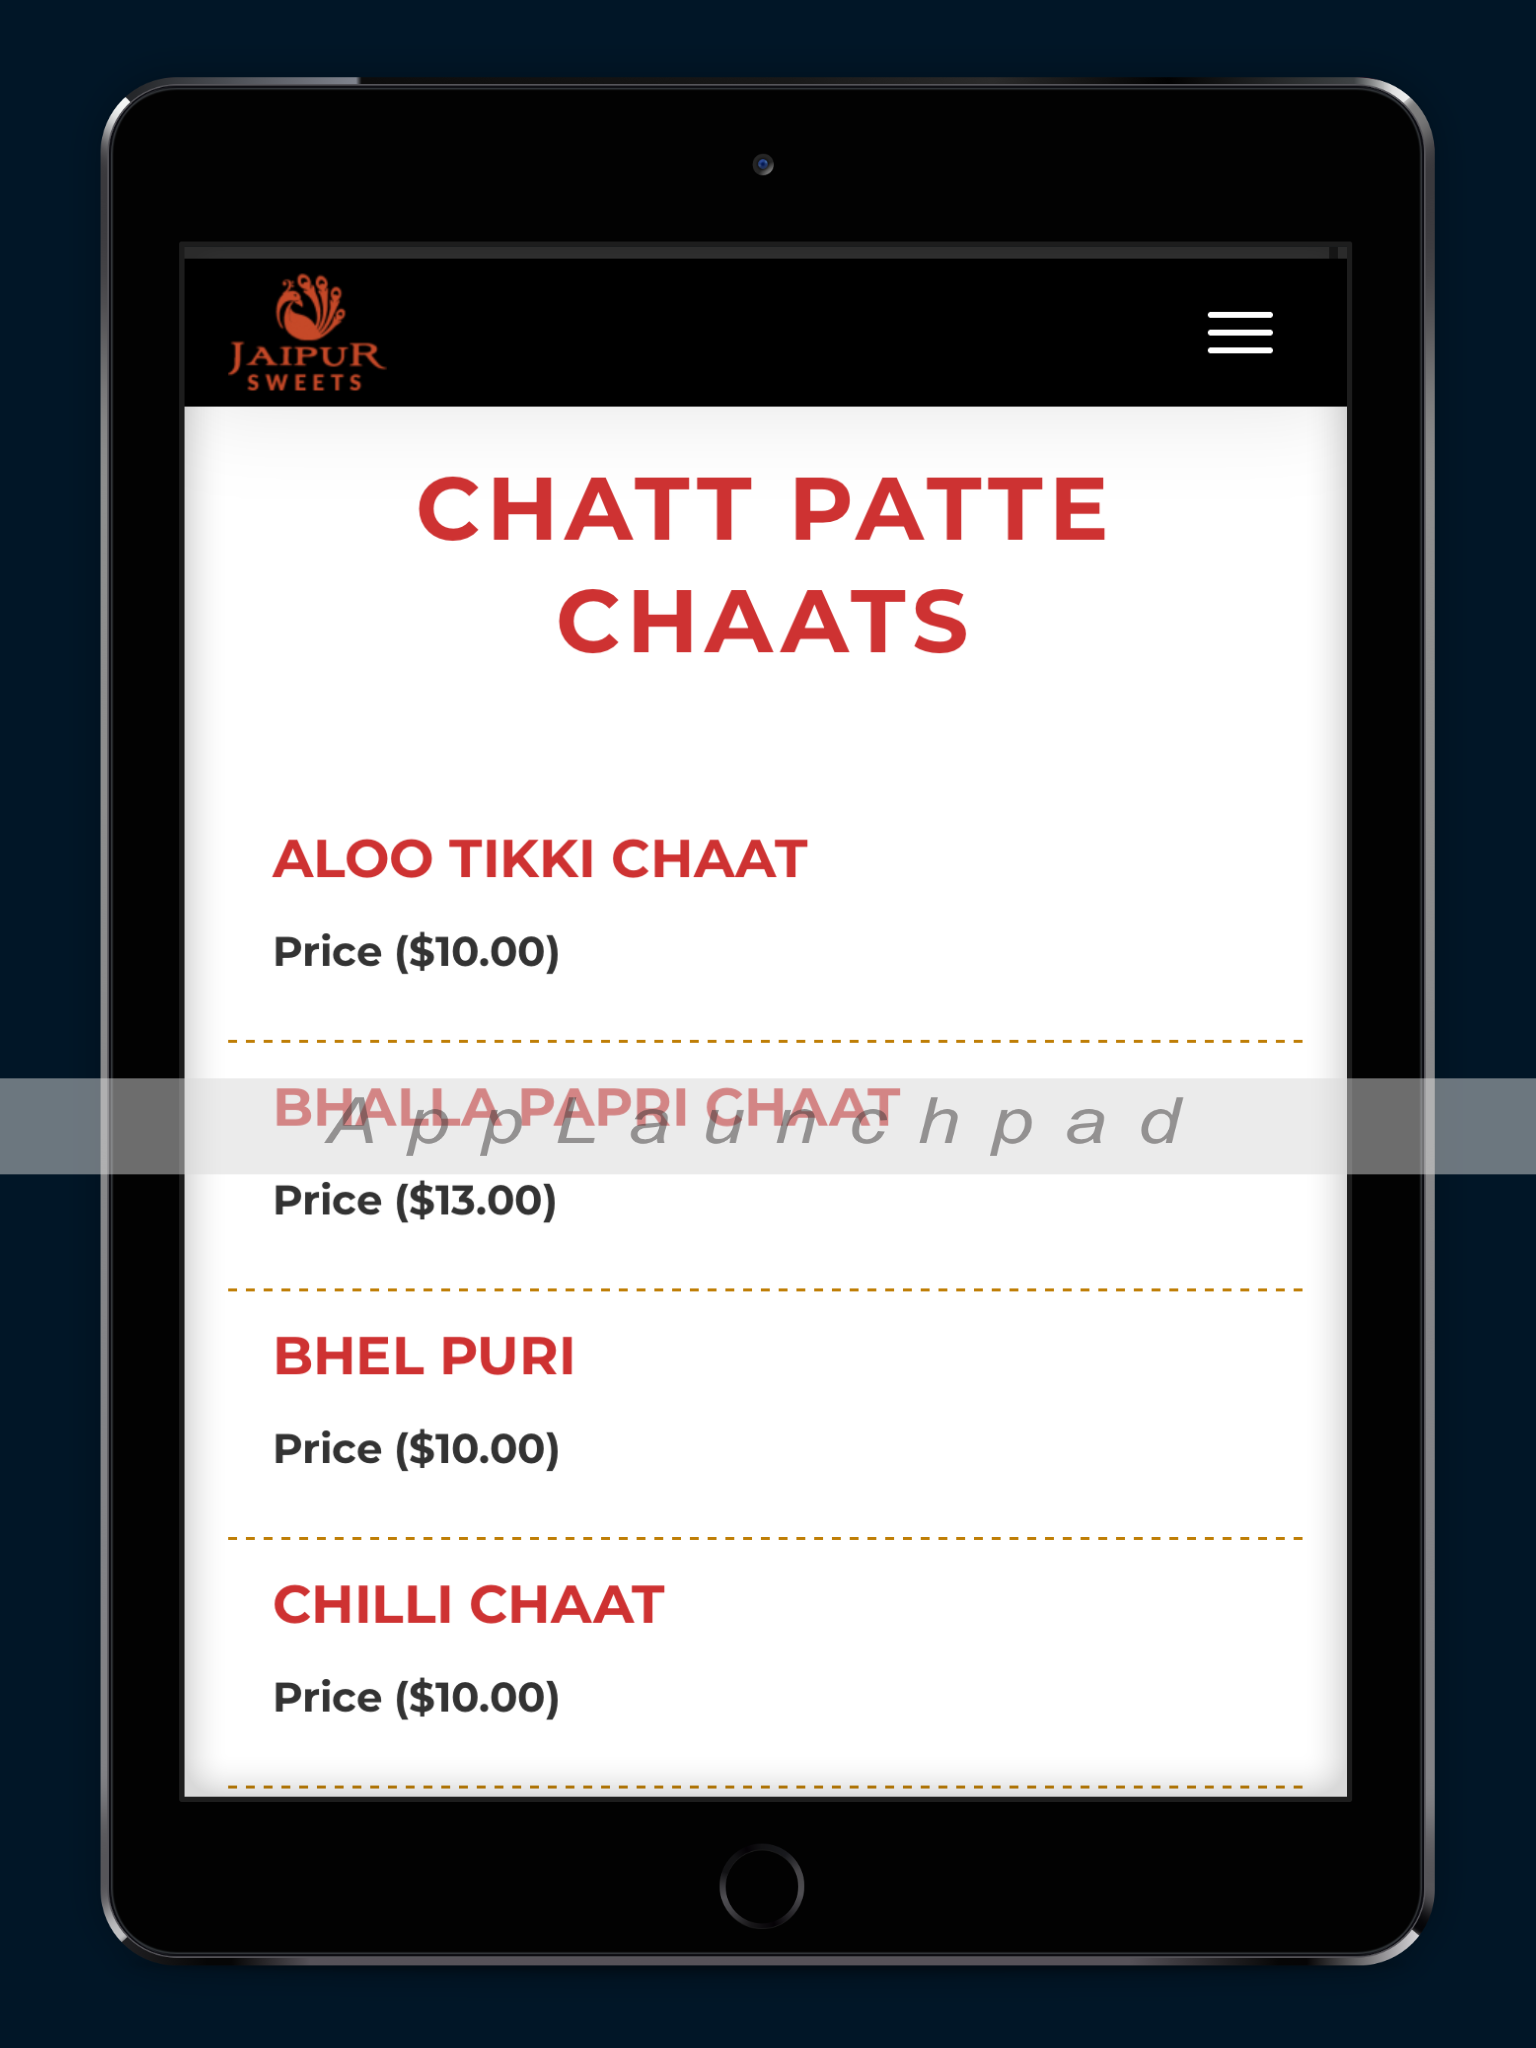 JAIPUR
SWEETS
CHATT PATTE
CHAATS
ALOO TIKKI CHAAT
Price ($10.00)
BHALLA PAPRI CHAAT
AppLaunchpad
Price ($13.00)
BHEL PURI
Price ($10.00)
CHILLI CHAAT
Price ($10.00)